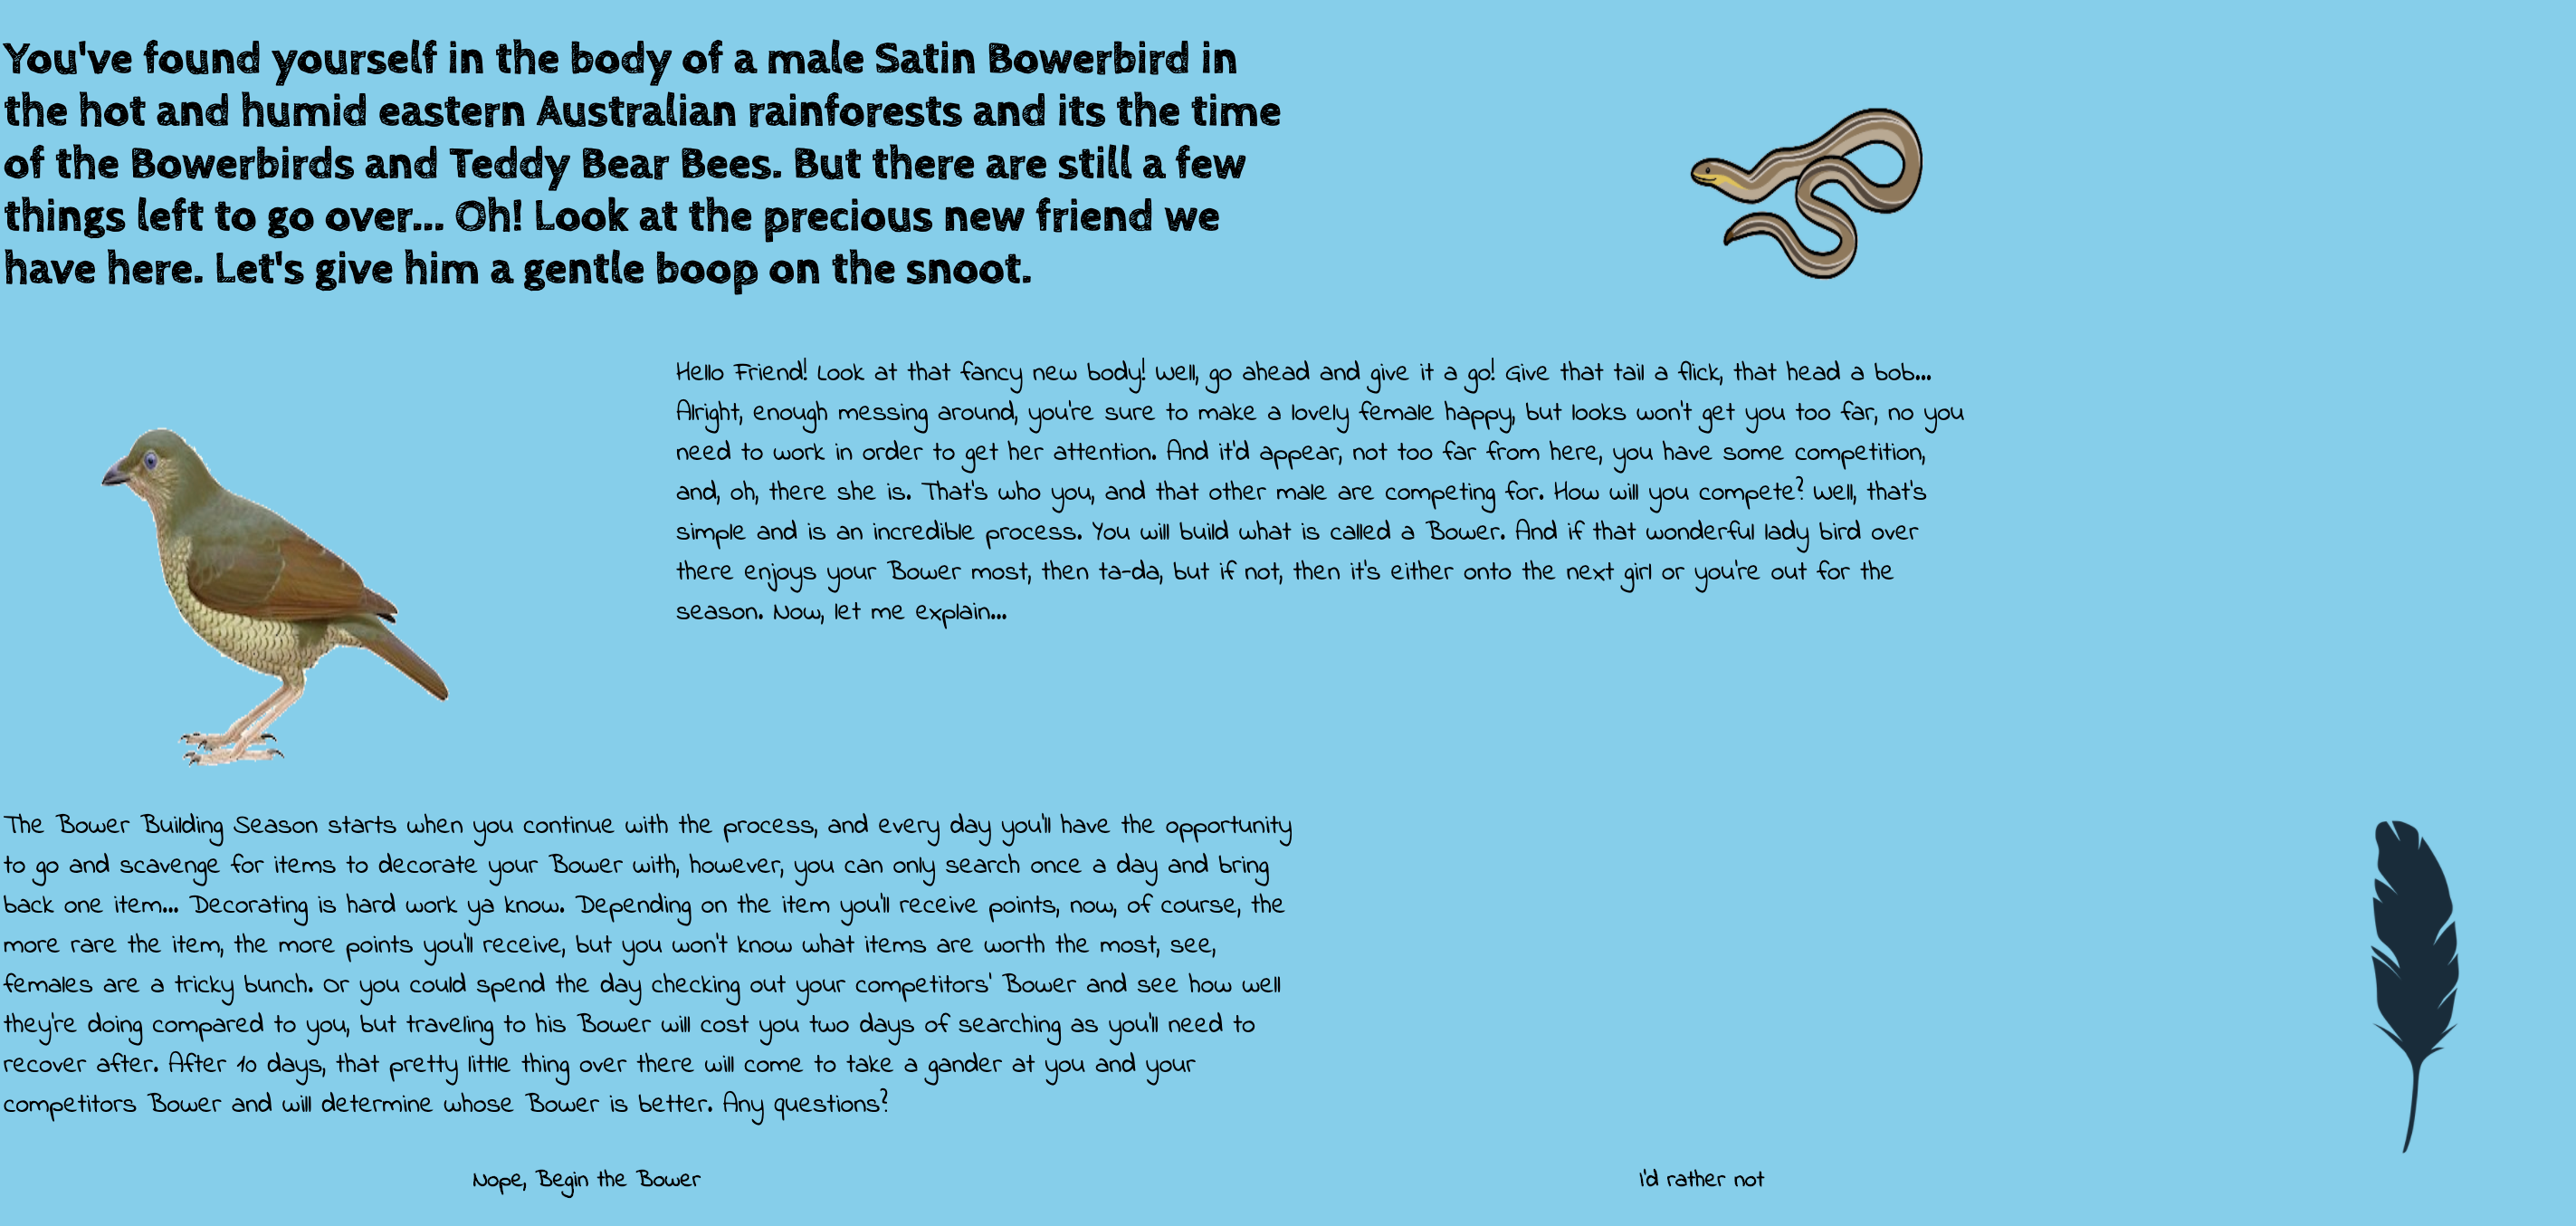 You've found yourself in the body of a male Satin Bowerbird in
the hot and humid eastern Australian rainforests and its the time
of the Bowerbirds and Teddy Bear Bees. But there are still a few
things left to go over... Oh! Look at the precious new friend we
have here. Let's give him a gentle boop on the snoot.
Hello Friend! Look at that fancy new body! Well, go ahead and give it a go! Give that tail a flick, that head a bob...
Alright, enough messing around, you're sure to make a lovely female happy, but looks won't get you too far, no you
need to work in order to get her attention. And it'd appear, not too far from here, you have some competition,
and, oh, there she is. That's who you, and that other male are competing for. How will you compete? Well, that's
simple and is an incredible process. You will build what is called a Bower. And if that wonderful lady bird over
there enjoys your Bower most, then ta-da, but if not, then it's either onto the next girl or you're out for the
season. Now, let me explain...
The Bower Building Season starts when you continue with the process, and every day you'll have the opportunity
to go and scavenge for items to decorate your Bower with, however, you can only search once a day and bring
back one item... Decorating is hard work ya know. Depending on the item you'll receive points, now, of course, the
more rare the item, the more points you'll receive, but you won't know what items are worth the most, see,
females are a tricky bunch. Or you could spend the day checking out your competitors' Bower and see how well
they're doing compared to you, but traveling to his Bower will cost you two days of searching as you'll need to
recover after. After 10 days, that pretty little thing over there will come to take a gander at you and your
competitors Bower and will determine whose Bower is better. Any questions?
Nope, Begin the Bower
I'd rather not